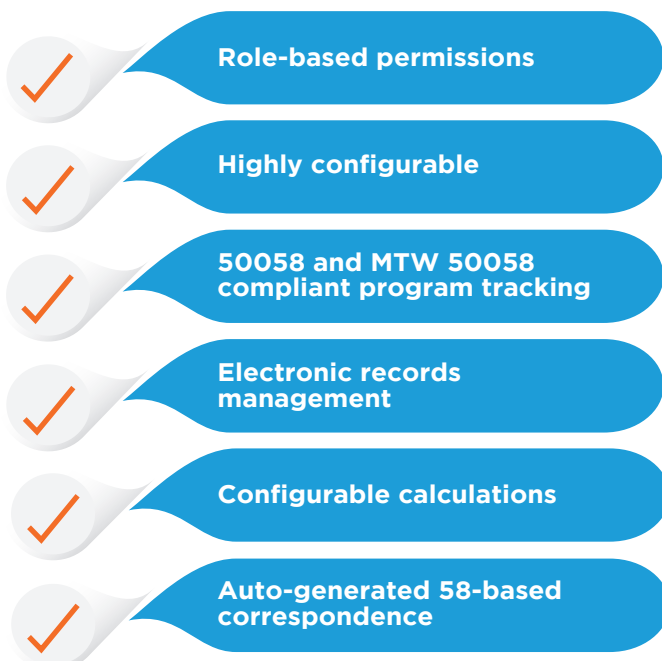 Role-based permissions
Highly configurable
50058 and MTW 50058
compliant program tracking
Electronic records
management
Configurable calculations
Auto-generated 58-based
correspondence